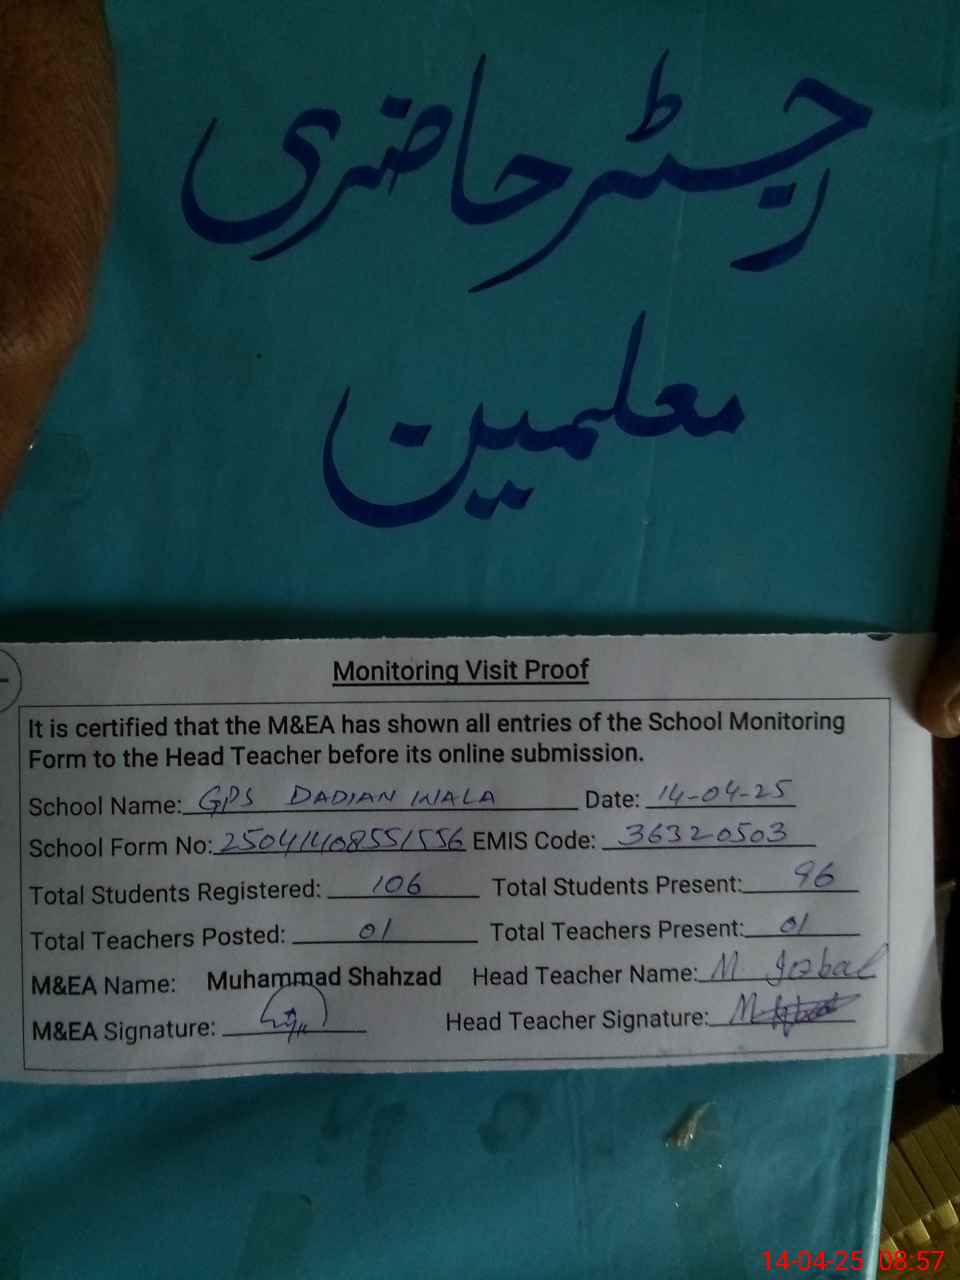 رجسٹر حاضری
معلمین
Monitoring Visit Proof
It is certified that the M&EA has shown all entries of the School Monitoring
Form to the Head Teacher before its online submission.
School Name: GPS DADIAN WALA Date: 14-04-25
School Form No: 25041408551556 EMIS Code: 36320503
Total Students Registered: 106 Total Students Present: 96
Total Teachers Posted: 01 Total Teachers Present: 01
M&EA Name: Muhammad Shahzad Head Teacher Name: M Iqbal
M&EA Signature: Head Teacher Signature: M Iqbal
14-04-25 08:57